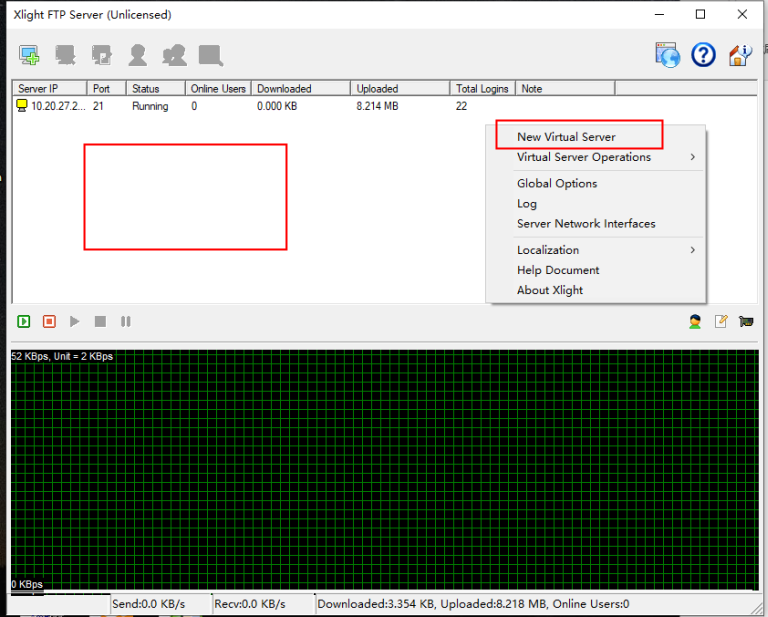 Xlight FTP Server (Unlicensed)
Server IP Port Status Online Users Downloaded Uploaded Total Logins Note
10.20.27.2... 21 Running 0 0.000 KB 8.214 MB 22
New Virtual Server
Virtual Server Operations
Global Options
Log
Server Network Interfaces
Localization
Help Document
About Xlight
52 KBps, Unit = 2 KBps
0 KBps
Send:0.0 KB/s Recv:0.0 KB/s Downloaded:3.354 KB, Uploaded:8.218 MB, Online Users:0